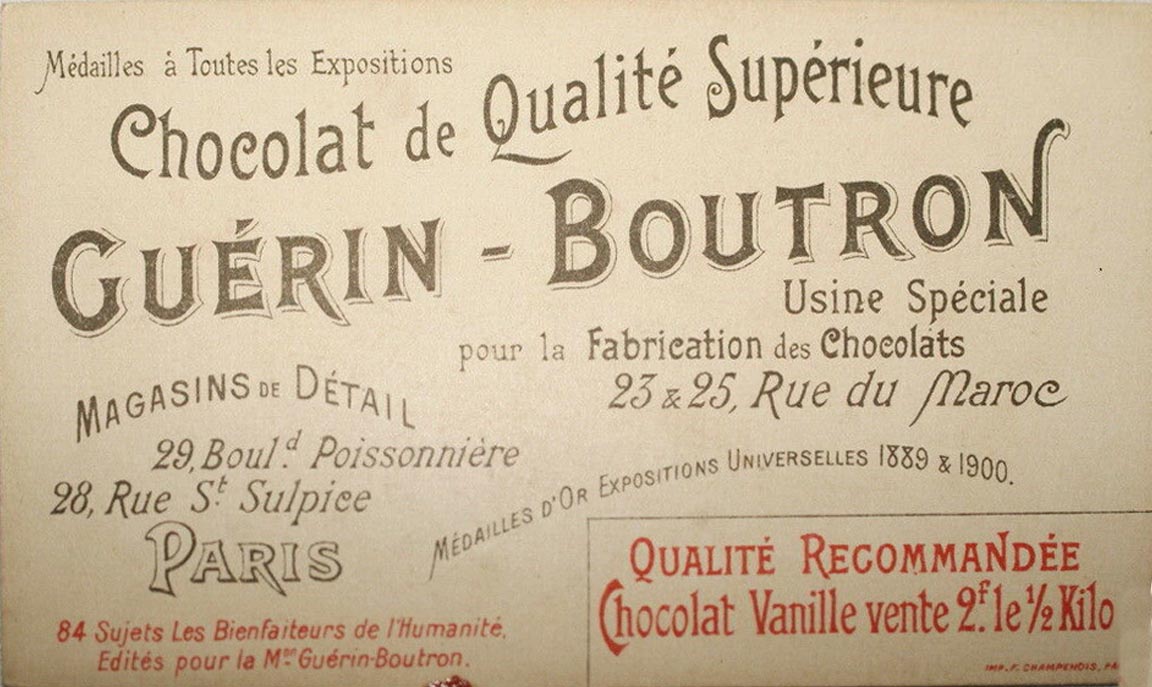 Médailles à Toutes les Expositions
Chocolat de Qualité Supérieure
GUÉRIN - BOUTRON
Usine Spéciale
pour la Fabrication des Chocolats
23 & 25, Rue du Maroc
MAGASINS DE DÉTAIL
29, Boul.d Poissonnière
28, Rue St. Sulpice
PARIS
MÉDAILLES D'OR EXPOSITIONS UNIVERSELLES 1889 & 1900.
84 Sujets Les Bienfaiteurs de l'Humanité,
Edités pour la Mon Guérin-Boutron.
QUALITÉ RECOMMANDÉE
Chocolat Vanille vente 2f. le 1/2 Kilo
IMP. F. CHAMPENOIS,